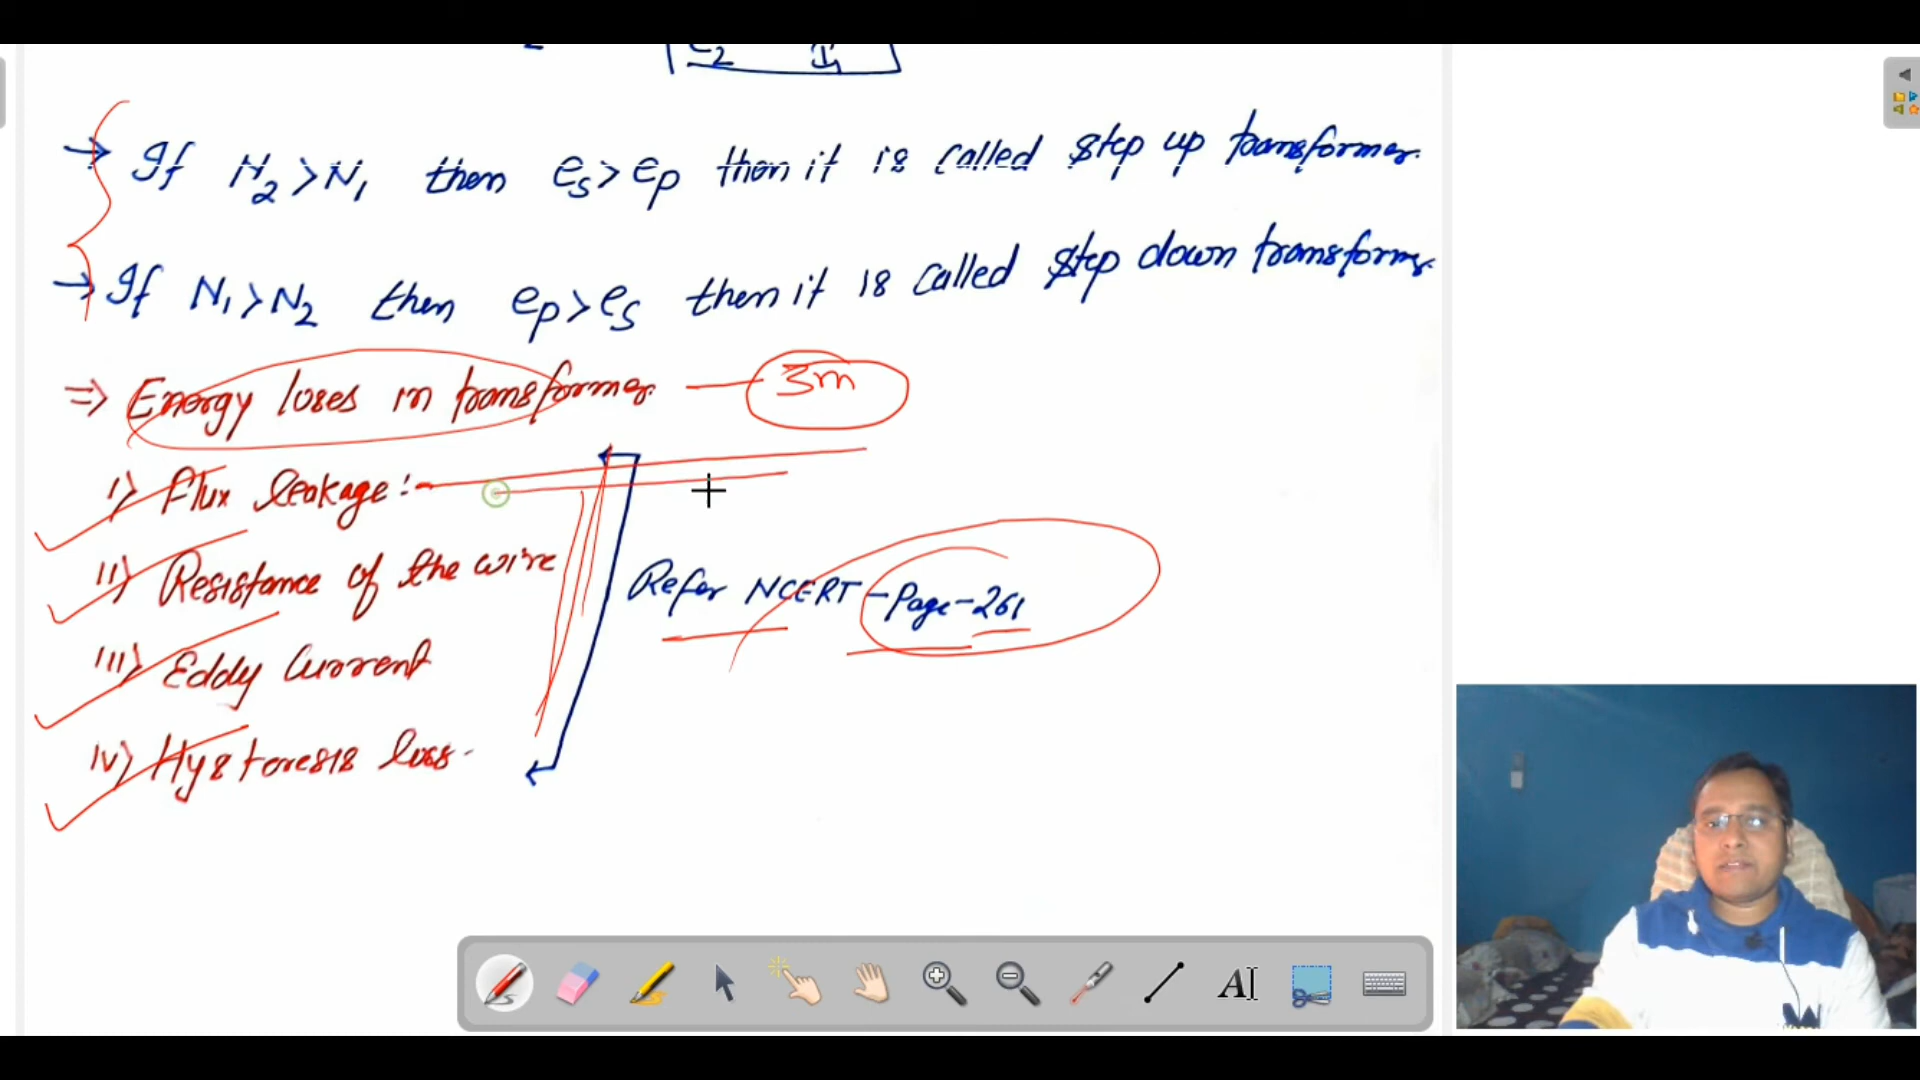 e2
→ If N2 > N1 then es > ep then it is called step up transformer.
→ If N1 > N2 then ep > es then it is called step down transformer.
⇒ Energy loses in transformer — 3m
i) Flux leakage :-
ii) Resistance of the wire
Refer NCERT - Page - 261
iii) Eddy Current
iv) Hysteresis loss.
AI